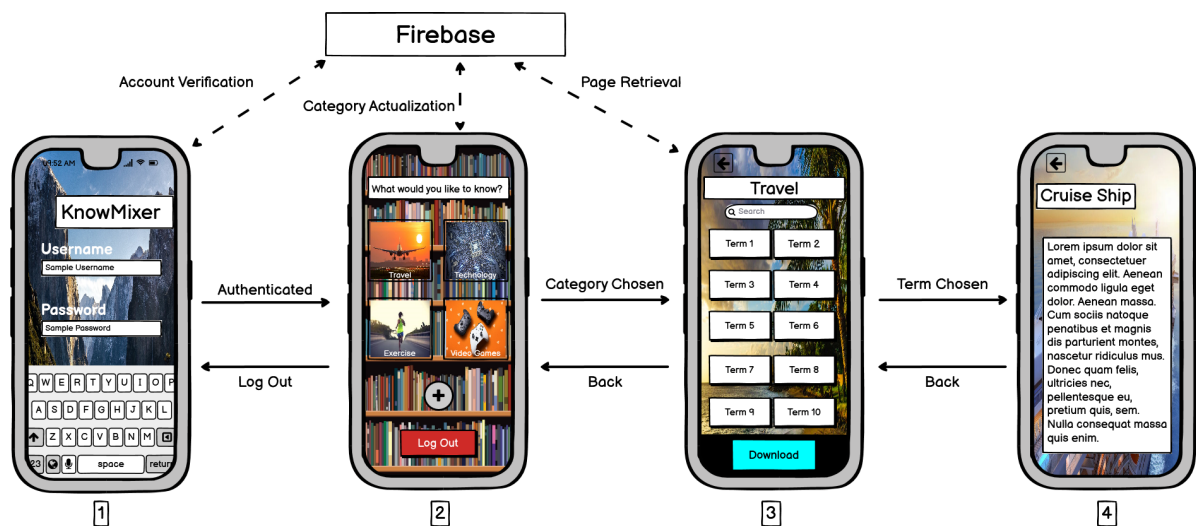 Firebase
Account Verification
Category Actualization
Page Retrieval
09:52 AM
KnowMixer
Username
Sample Username
Password
Sample Password
Q W E R T Y U I O P
A S D F G H J K L
Z X C V B N M
23 space return
1
Authenticated
Log Out
What would you like to know?
Travel
Technology
Exercise
Video Games
+
Log Out
2
Category Chosen
Back
Travel
Search
Term 1 Term 2
Term 3 Term 4
Term 5 Term 6
Term 7 Term 8
Term 9 Term 10
Download
3
Term Chosen
Back
Cruise Ship
Lorem ipsum dolor sit
amet, consectetuer
adipiscing elit. Aenean
commodo ligula eget
dolor. Aenean massa.
Cum sociis natoque
penatibus et magnis
dis parturient montes,
nascetur ridiculus mus.
Donec quam felis,
ultricies nec,
pellentesque eu,
pretium quis, sem.
Nulla consequat massa
quis enim.
4